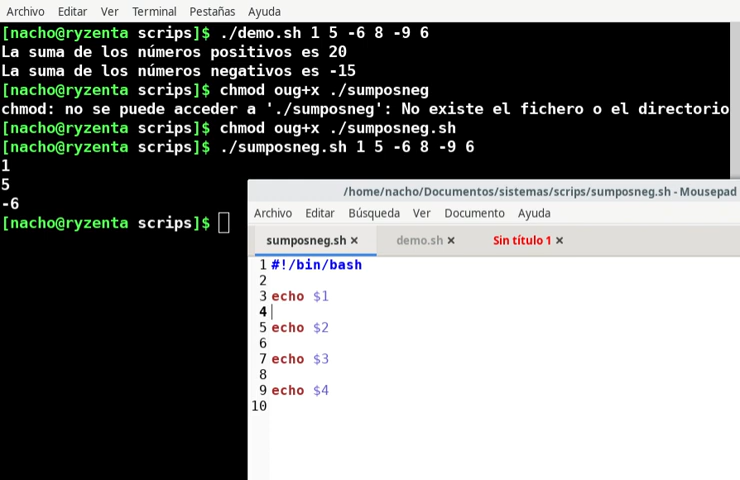 Archivo Editar Ver Terminal Pestañas Ayuda
[nacho@ryzenta scrips]$ ./demo.sh 1 5 -6 8 -9 6
La suma de los números positivos es 20
La suma de los números negativos es -15
[nacho@ryzenta scrips]$ chmod oug+x ./sumposneg
chmod: no se puede acceder a './sumposneg': No existe el fichero o el directorio
[nacho@ryzenta scrips]$ chmod oug+x ./sumposneg.sh
[nacho@ryzenta scrips]$ ./sumposneg.sh 1 5 -6 8 -9 6
1
5
-6
[nacho@ryzenta scrips]$
/home/nacho/Documentos/sistemas/scrips/sumposneg.sh - Mousepad
Archivo Editar Búsqueda Ver Documento Ayuda
sumposneg.sh × demo.sh × Sin título 1 ×
1 #!/bin/bash
2
3 echo $1
4
5 echo $2
6
7 echo $3
8
9 echo $4
10